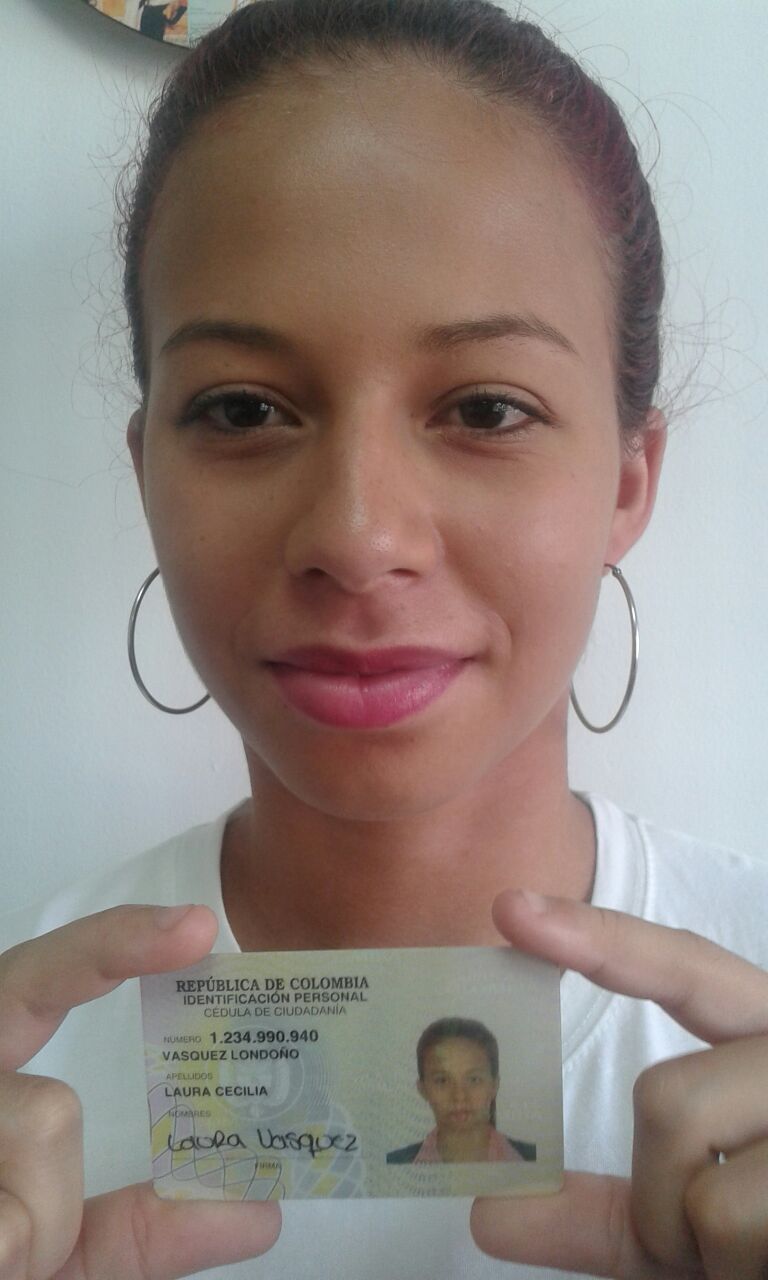 REPÚBLICA DE COLOMBIA
IDENTIFICACIÓN PERSONAL
CÉDULA DE CIUDADANÍA
NÚMERO 1.234.990.940
VASQUEZ LONDOÑO
APELLIDOS
LAURA CECILIA
NOMBRES
Laura Vasquez
FIRMA